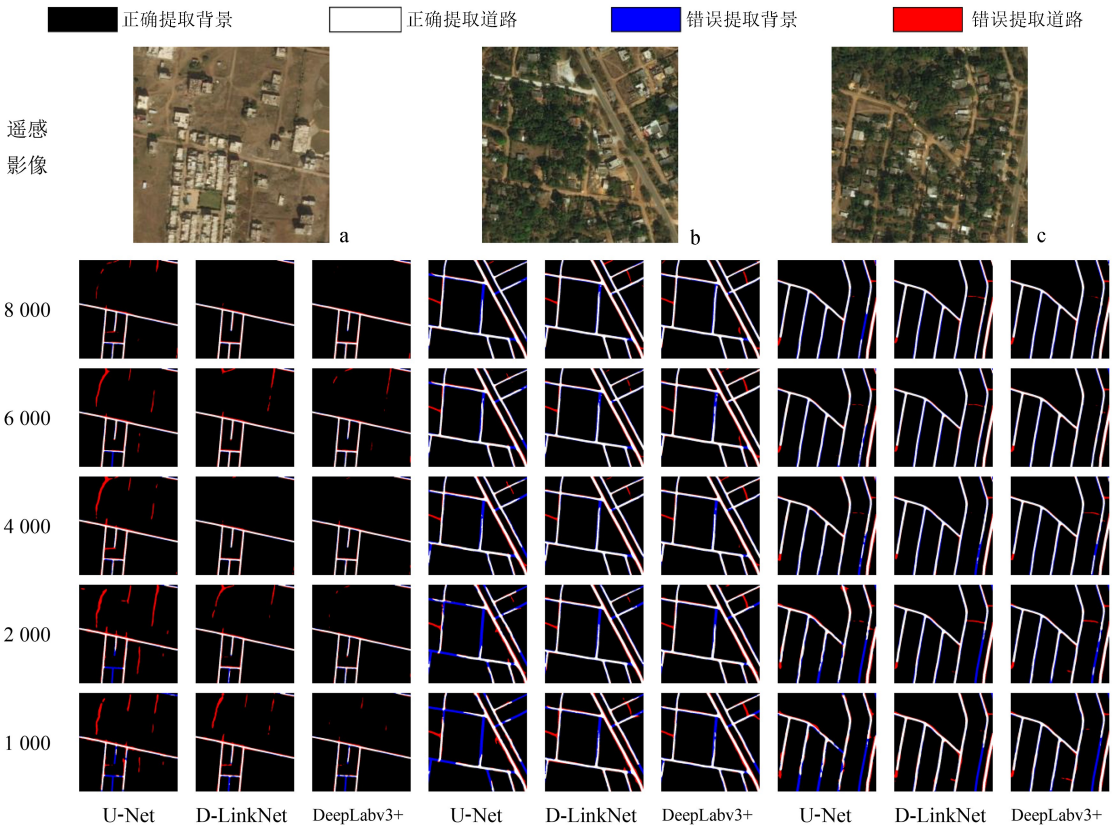 正确提取背景 正确提取道路 错误提取背景 错误提取道路
遥感
影像
a b c
8 000
6 000
4 000
2 000
1 000
U-Net D-LinkNet DeepLabv3+ U-Net D-LinkNet DeepLabv3+ U-Net D-LinkNet DeepLabv3+